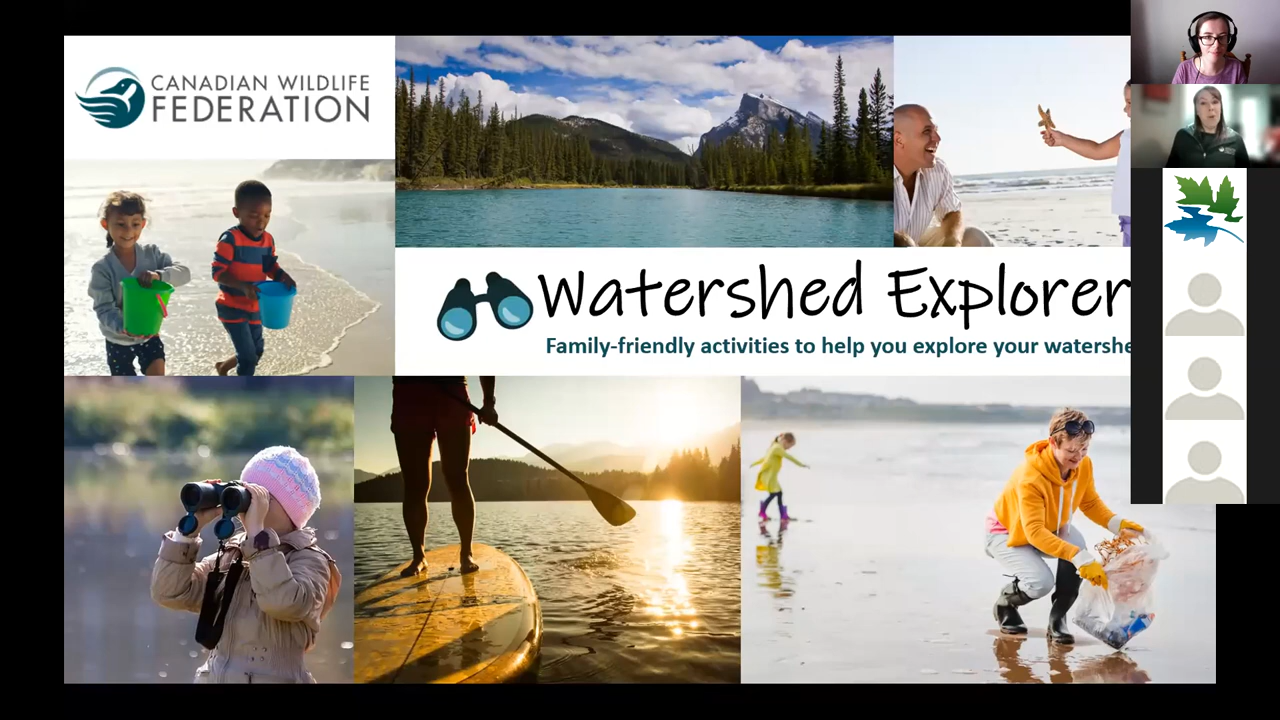 CANADIAN WILDLIFE
FEDERATION
Watershed Explorer
Family-friendly activities to help you explore your watershe